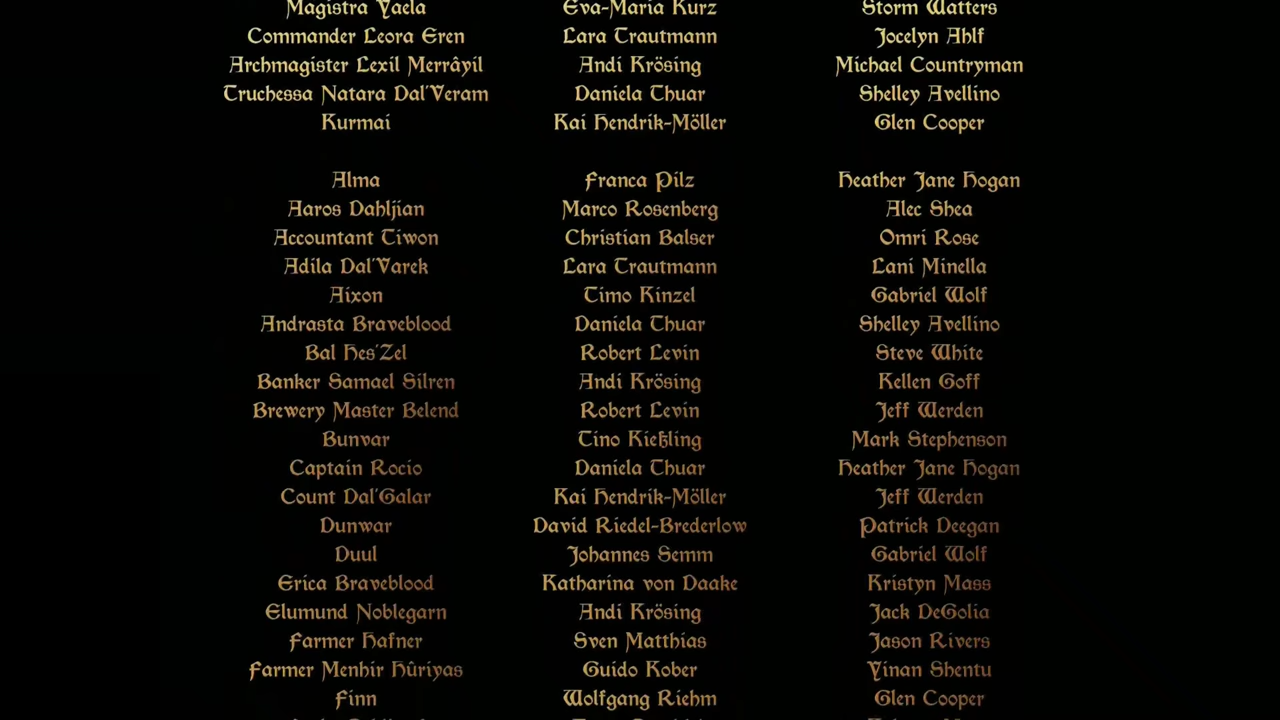 Magistra Yaela Eva-Maria Kurz Storm Watters
Commander Leora Eren Lara Trautmann Jocelyn Ahlf
Archmagister Lexil Merrâyil Andi Krösing Michael Countryman
Truchessa Natara Dal'Veram Daniela Thuar Shelley Avellino
Kurmai Kai Hendrik-Möller Glen Cooper
Alma Franca Pilz Heather Jane Hogan
Aaros Dahljian Marco Rosenberg Alec Shea
Accountant Tiwon Christian Balser Omri Rose
Adila Dal'Varek Lara Trautmann Lani Minella
Aixon Timo Kinzel Gabriel Wolf
Andrasta Braveblood Daniela Thuar Shelley Avellino
Bal Hes'Zel Robert Levin Steve White
Banker Samael Silren Andi Krösing Kellen Goff
Brewery Master Belend Robert Levin Jeff Werden
Bunvar Tino Kießling Mark Stephenson
Captain Rocio Daniela Thuar Heather Jane Hogan
Count Dal'Galar Kai Hendrik-Möller Jeff Werden
Dunwar David Riedel-Brederlow Patrick Deegan
Duul Johannes Semm Gabriel Wolf
Erica Braveblood Katharina von Daake Kristyn Mass
Elumund Noblegarn Andi Krösing Jack DeGolia
Farmer Hafner Sven Matthias Jason Rivers
Farmer Menhir Hûriyas Guido Kober Yinan Shentu
Finn Wolfgang Riehm Glen Cooper